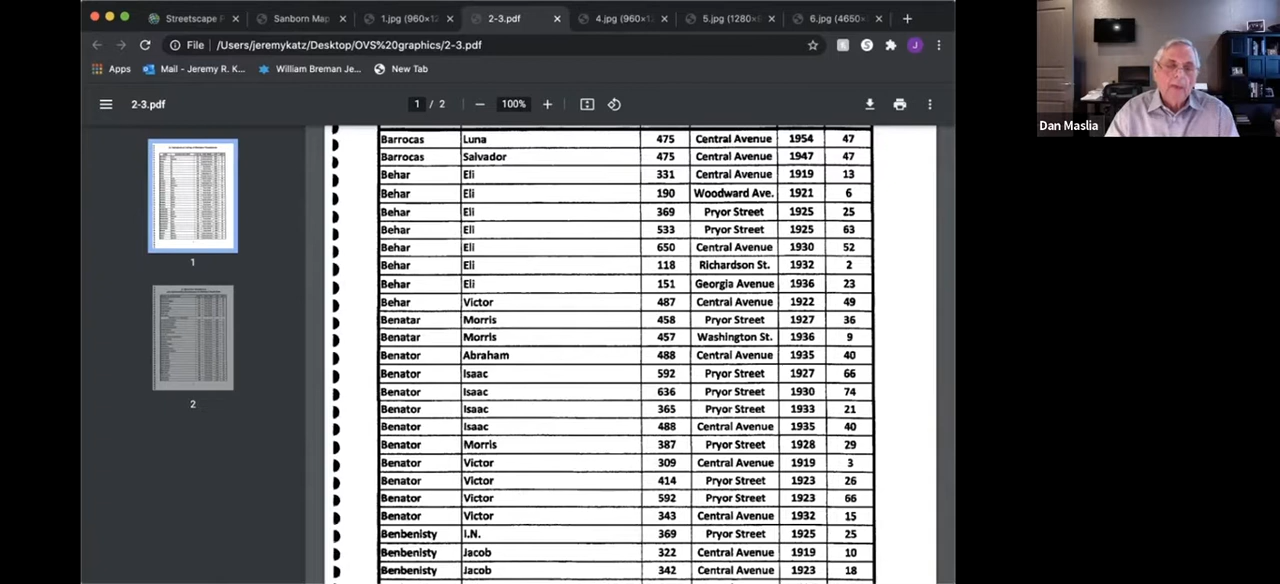 Streetscape F
Sanborn Map
1.jpg (960×12
2-3.pdf
4.jpg (960×1
5.jpg (1280×
6.jpg (4650×
File /Users/jeremykatz/Desktop/OVS%20graphics/2-3.pdf
J
Apps Mail - Jeremy R. K... William Breman Je... New Tab
2-3.pdf 1 / 2 100%
Dan Maslia
1
2
Barrocas Luna 475 Central Avenue 1954 47
Barrocas Salvador 475 Central Avenue 1947 47
Behar Eli 331 Central Avenue 1919 13
Behar Eli 190 Woodward Ave. 1921 6
Behar Eli 369 Pryor Street 1925 25
Behar Eli 533 Pryor Street 1925 63
Behar Eli 650 Central Avenue 1930 52
Behar Eli 118 Richardson St. 1932 2
Behar Eli 151 Georgia Avenue 1936 23
Behar Victor 487 Central Avenue 1922 49
Benatar Morris 458 Pryor Street 1927 36
Benatar Morris 457 Washington St. 1936 9
Benator Abraham 488 Central Avenue 1935 40
Benator Isaac 592 Pryor Street 1927 66
Benator Isaac 636 Pryor Street 1930 74
Benator Isaac 365 Pryor Street 1933 21
Benator Isaac 488 Central Avenue 1935 40
Benator Morris 387 Pryor Street 1928 29
Benator Victor 309 Central Avenue 1919 3
Benator Victor 414 Pryor Street 1923 26
Benator Victor 592 Pryor Street 1923 66
Benator Victor 343 Central Avenue 1932 15
Benbenisty I.N. 369 Pryor Street 1925 25
Benbenisty Jacob 322 Central Avenue 1919 10
Benbenisty Jacob 342 Central Avenue 1923 18